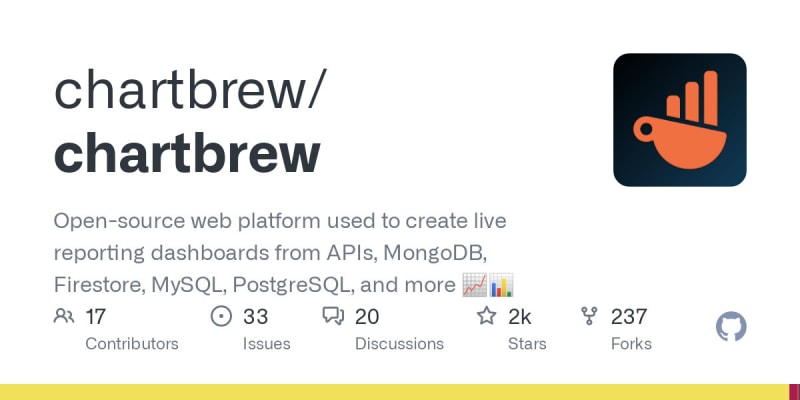 chartbrew/
chartbrew
Open-source web platform used to create live
reporting dashboards from APIs, MongoDB,
Firestore, MySQL, PostgreSQL, and more 📈📊
17 33 20 2k 237
Contributors Issues Discussions Stars Forks